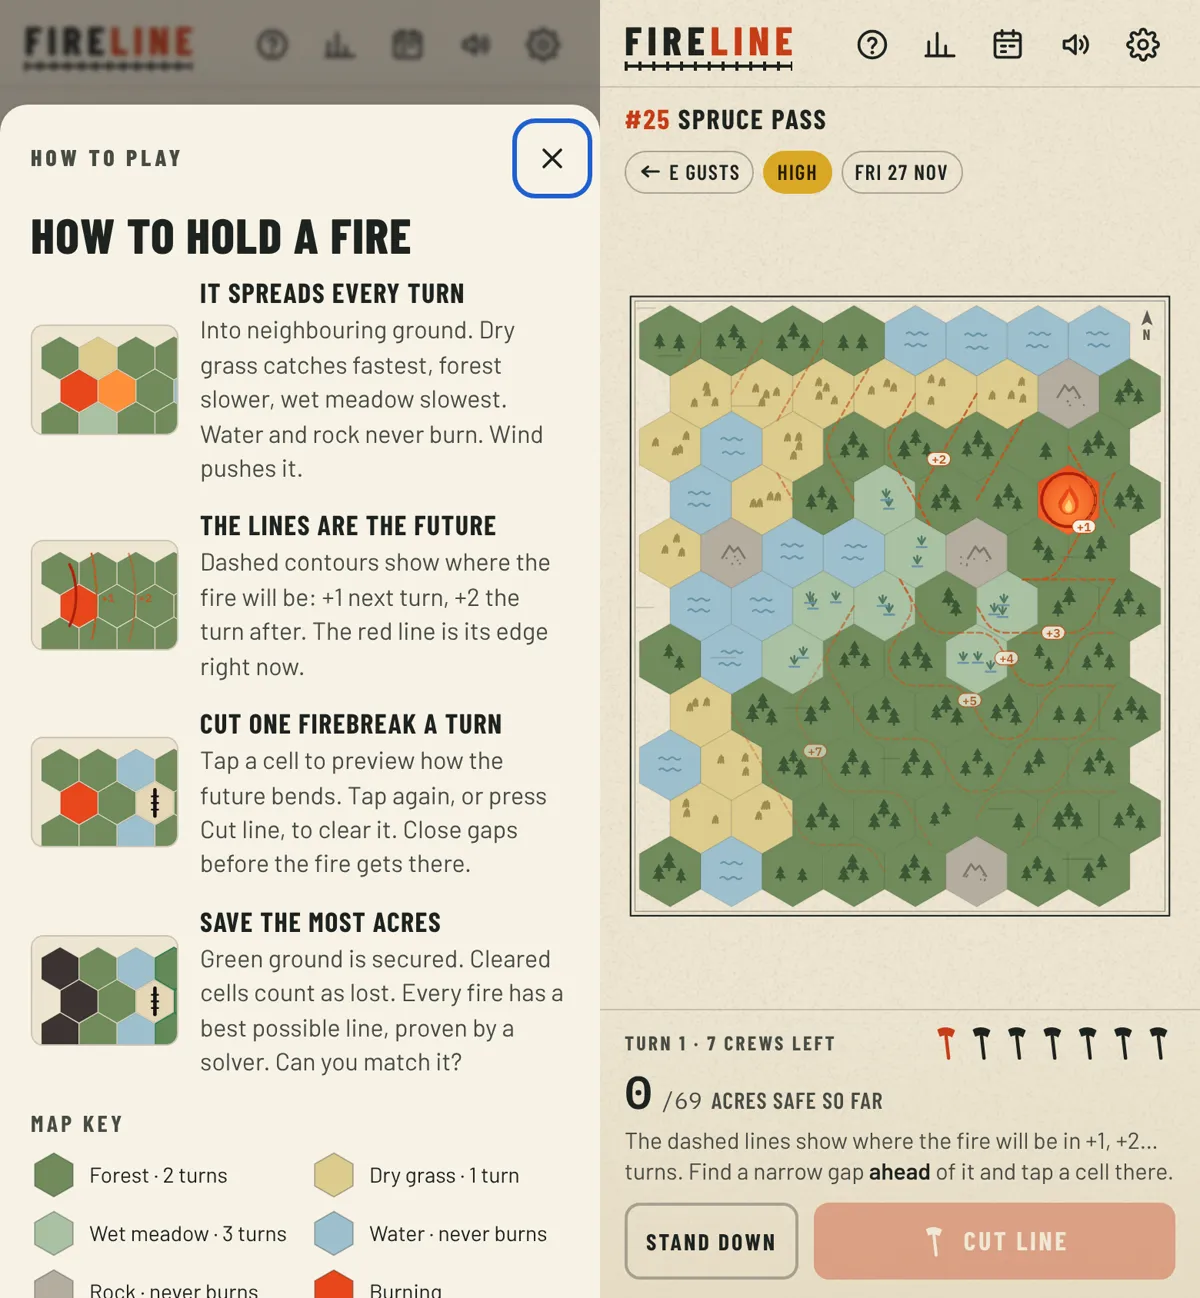 FIRELINE
HOW TO PLAY
HOW TO HOLD A FIRE
IT SPREADS EVERY TURN
Into neighbouring ground. Dry
grass catches fastest, forest
slower, wet meadow slowest.
Water and rock never burn. Wind
pushes it.
THE LINES ARE THE FUTURE
+1 +2
Dashed contours show where the
fire will be: +1 next turn, +2 the
turn after. The red line is its edge
right now.
CUT ONE FIREBREAK A TURN
Tap a cell to preview how the
future bends. Tap again, or press
Cut line, to clear it. Close gaps
before the fire gets there.
SAVE THE MOST ACRES
Green ground is secured. Cleared
cells count as lost. Every fire has a
best possible line, proven by a
solver. Can you match it?
MAP KEY
Forest · 2 turns
Dry grass · 1 turn
Wet meadow · 3 turns
Water · never burns
Rock · never burns
Burning
FIRELINE
#25 SPRUCE PASS
← E GUSTS
HIGH
FRI 27 NOV
N
+2
+1
+3
+4
+5
+7
TURN 1 · 7 CREWS LEFT
0 /69 ACRES SAFE SO FAR
The dashed lines show where the fire will be in +1, +2...
turns. Find a narrow gap ahead of it and tap a cell there.
STAND DOWN
CUT LINE